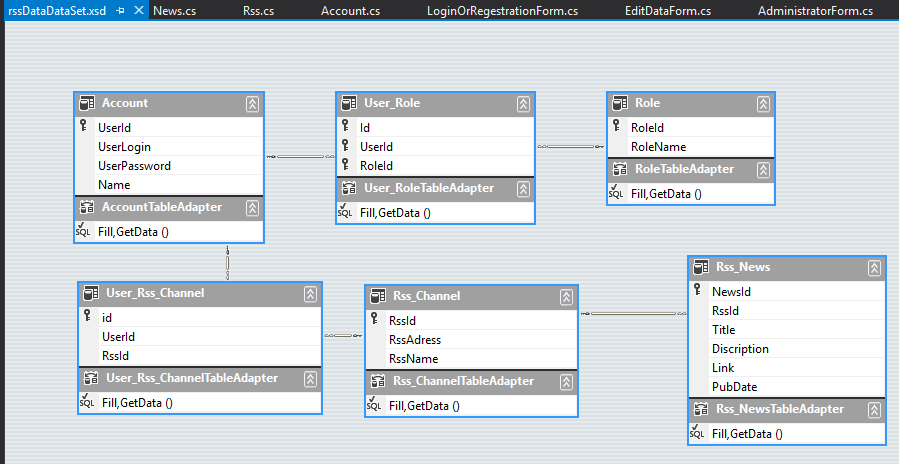 rssDataDataSet.xsd
News.cs
Rss.cs
Account.cs
LoginOrRegestrationForm.cs
EditDataForm.cs
AdministratorForm.cs
Account
UserId
UserLogin
UserPassword
Name
AccountTableAdapter
SQL Fill,GetData ()
User_Role
Id
UserId
RoleId
User_RoleTableAdapter
SQL Fill,GetData ()
Role
RoleId
RoleName
RoleTableAdapter
SQL Fill,GetData ()
User_Rss_Channel
id
UserId
RssId
User_Rss_ChannelTableAdapter
SQL Fill,GetData ()
Rss_Channel
RssId
RssAdress
RssName
Rss_ChannelTableAdapter
SQL Fill,GetData ()
Rss_News
NewsId
RssId
Title
Discription
Link
PubDate
Rss_NewsTableAdapter
SQL Fill,GetData ()